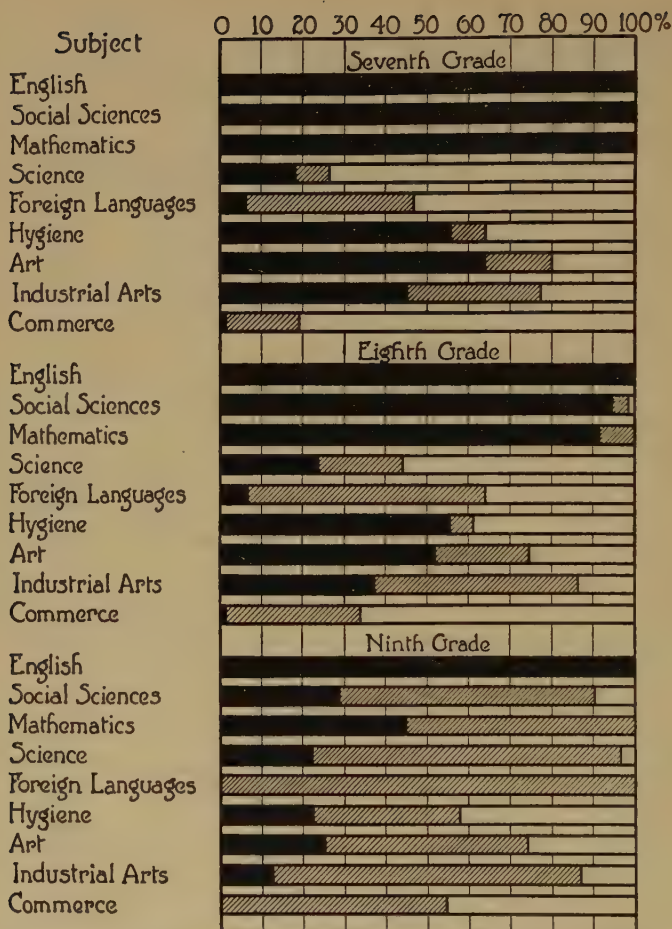 0 10 20 30 40 50 60 70 80 90 100%
Subject
Seventh Grade
English
Social Sciences
Mathematics
Science
Foreign Languages
Hygiene
Art
Industrial Arts
Commerce
Eighth Grade
English
Social Sciences
Mathematics
Science
Foreign Languages
Hygiene
Art
Industrial Arts
Commerce
Ninth Grade
English
Social Sciences
Mathematics
Science
Foreign Languages
Hygiene
Art
Industrial Arts
Commerce